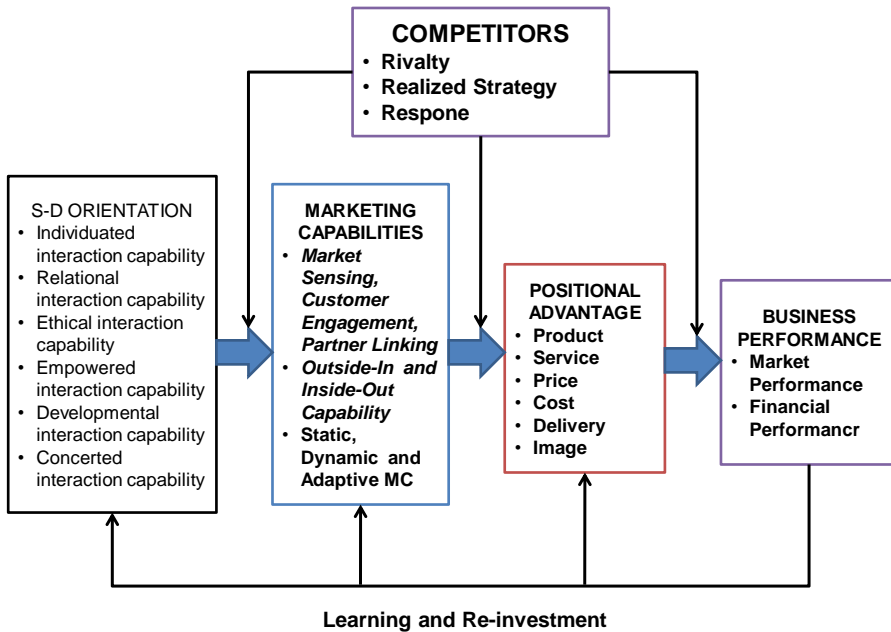 COMPETITORS
• Rivalty
• Realized Strategy
• Respone
S-D ORIENTATION
• Individuated
interaction capability
• Relational
interaction capability
• Ethical interaction
capability
• Empowered
interaction capability
• Developmental
interaction capability
• Concerted
interaction capability
MARKETING
CAPABILITIES
• Market
Sensing,
Customer
Engagement,
Partner Linking
• Outside-In and
Inside-Out
Capability
• Static,
Dynamic and
Adaptive MC
POSITIONAL
ADVANTAGE
• Product
• Service
• Price
• Cost
• Delivery
• Image
BUSINESS
PERFORMANCE
• Market
Performance
• Financial
Performancr
Learning and Re-investment